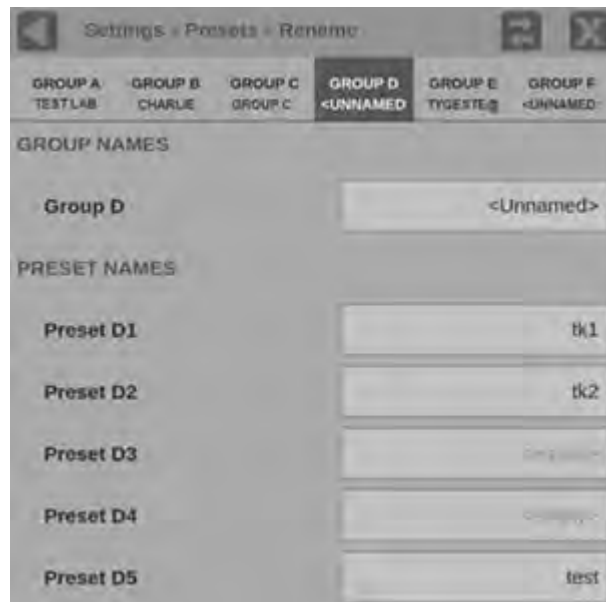 Settings » Presets » Rename
GROUP A GROUP B GROUP C GROUP D GROUP E GROUP F
TEST LAB CHARLIE GROUP C <UNNAMED TYGESTE@ <UNNAMED
GROUP NAMES
Group D <Unnamed>
PRESET NAMES
Preset D1 tk1
Preset D2 tk2
Preset D3
Preset D4
Preset D5 test